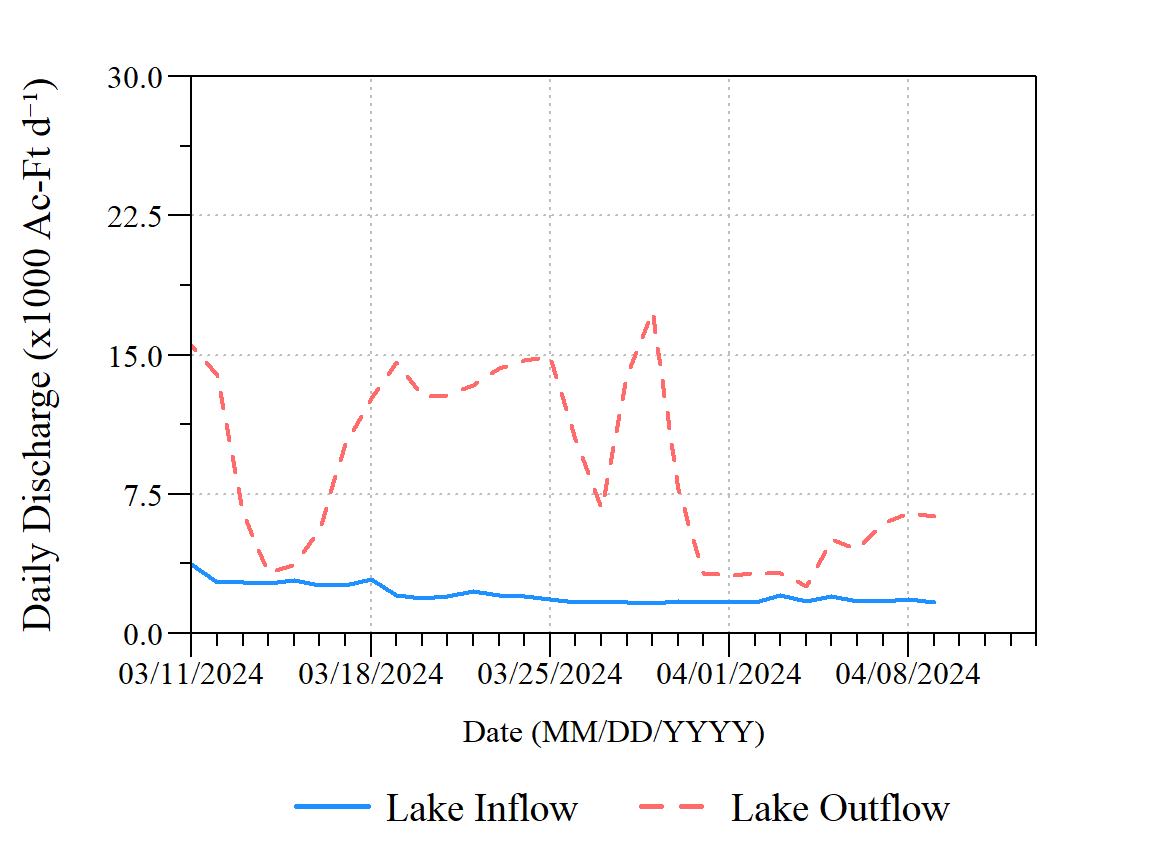 Daily Discharge (x1000 Ac-Ft d⁻¹)
30.0
22.5
15.0
7.5
0.0
03/11/2024 03/18/2024 03/25/2024 04/01/2024 04/08/2024
Date (MM/DD/YYYY)
Lake Inflow Lake Outflow